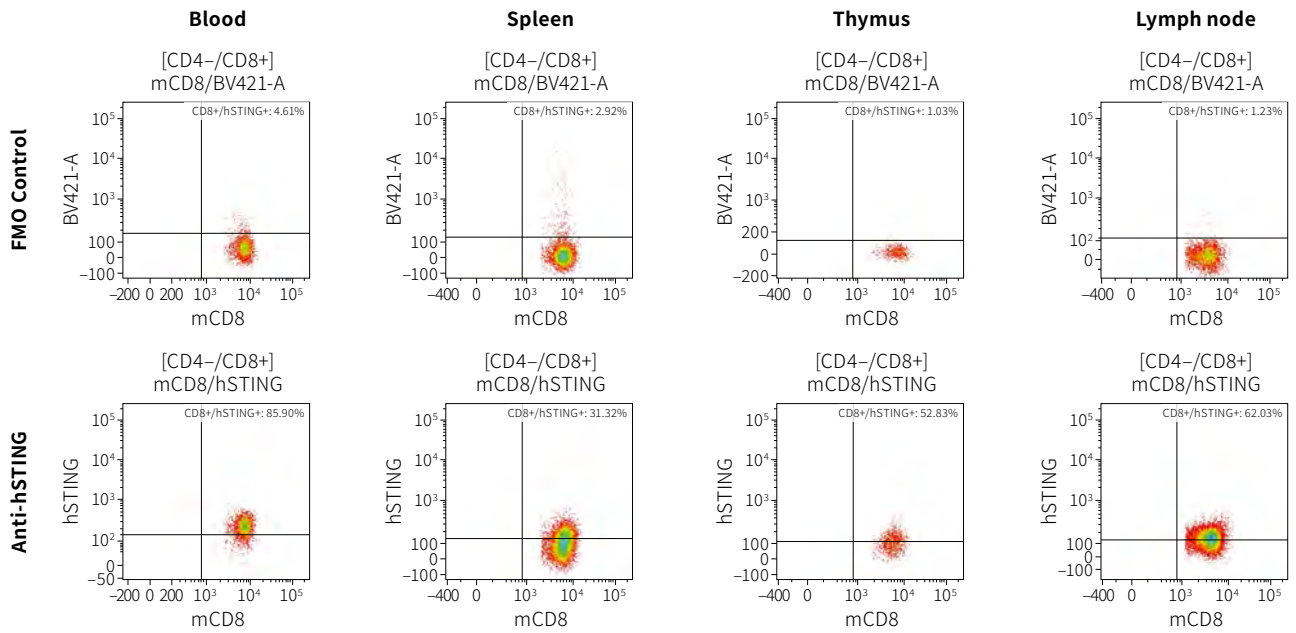 Blood
Spleen
Thymus
Lymph node
FMO Control
[CD4–/CD8+]
mCD8/BV421-A
CD8+/hSTING+: 4.61%
BV421-A
10⁵
10⁴
10³
100
0
–100
–200 0 200 10³ 10⁴ 10⁵
mCD8
[CD4–/CD8+]
mCD8/BV421-A
CD8+/hSTING+: 2.92%
BV421-A
10⁵
10⁴
10³
100
0
–100
–400 0 10³ 10⁴ 10⁵
mCD8
[CD4–/CD8+]
mCD8/BV421-A
CD8+/hSTING+: 1.03%
BV421-A
10⁵
10⁴
10³
200
0
–200
–400 0 10³ 10⁴ 10⁵
mCD8
[CD4–/CD8+]
mCD8/BV421-A
CD8+/hSTING+: 1.23%
BV421-A
10⁵
10⁴
10³
10²
0
–400 0 10³ 10⁴ 10⁵
mCD8
Anti-hSTING
[CD4–/CD8+]
mCD8/hSTING
CD8+/hSTING+: 85.90%
hSTING
10⁵
10⁴
10³
10²
0
–50
–200 0 200 10³ 10⁴ 10⁵
mCD8
[CD4–/CD8+]
mCD8/hSTING
CD8+/hSTING+: 31.32%
hSTING
10⁵
10⁴
10³
100
0
–100
–400 0 10³ 10⁴ 10⁵
mCD8
[CD4–/CD8+]
mCD8/hSTING
CD8+/hSTING+: 52.83%
hSTING
10⁵
10⁴
10³
100
0
–100
–400 0 10³ 10⁴ 10⁵
mCD8
[CD4–/CD8+]
mCD8/hSTING
CD8+/hSTING+: 62.03%
hSTING
10⁵
10⁴
10³
100
0
–100
–400 0 10³ 10⁴ 10⁵
mCD8